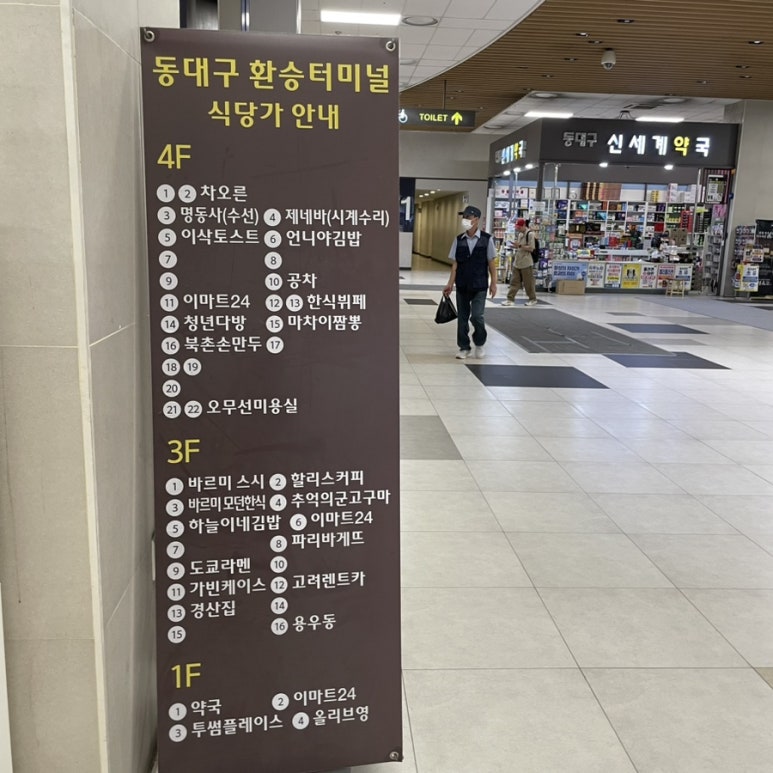 동대구 환승터미널
식당가 안내
4F
1 2 차오른
3 명동사(수선) 4 제네바(시계수리)
5 이삭토스트 6 언니야김밥
7 8
9 10 공차
11 이마트24 12 13 한식뷔페
14 청년다방 15 마차이짬뽕
16 북촌손만두 17
18 19
20
21 22 오무선미용실
3F
1 바르미 스시 2 할리스커피
3 바르미 모던한식 4 추억의군고구마
5 하늘이네김밥 6 이마트24
7 8 파리바게뜨
9 도쿄라멘 10
11 가빈케이스 12 고려렌트카
13 경산집 14
15 16 용우동
1F
1 약국 2 이마트24
3 투썸플레이스 4 올리브영
TOILET
동대구 신세계약국
1